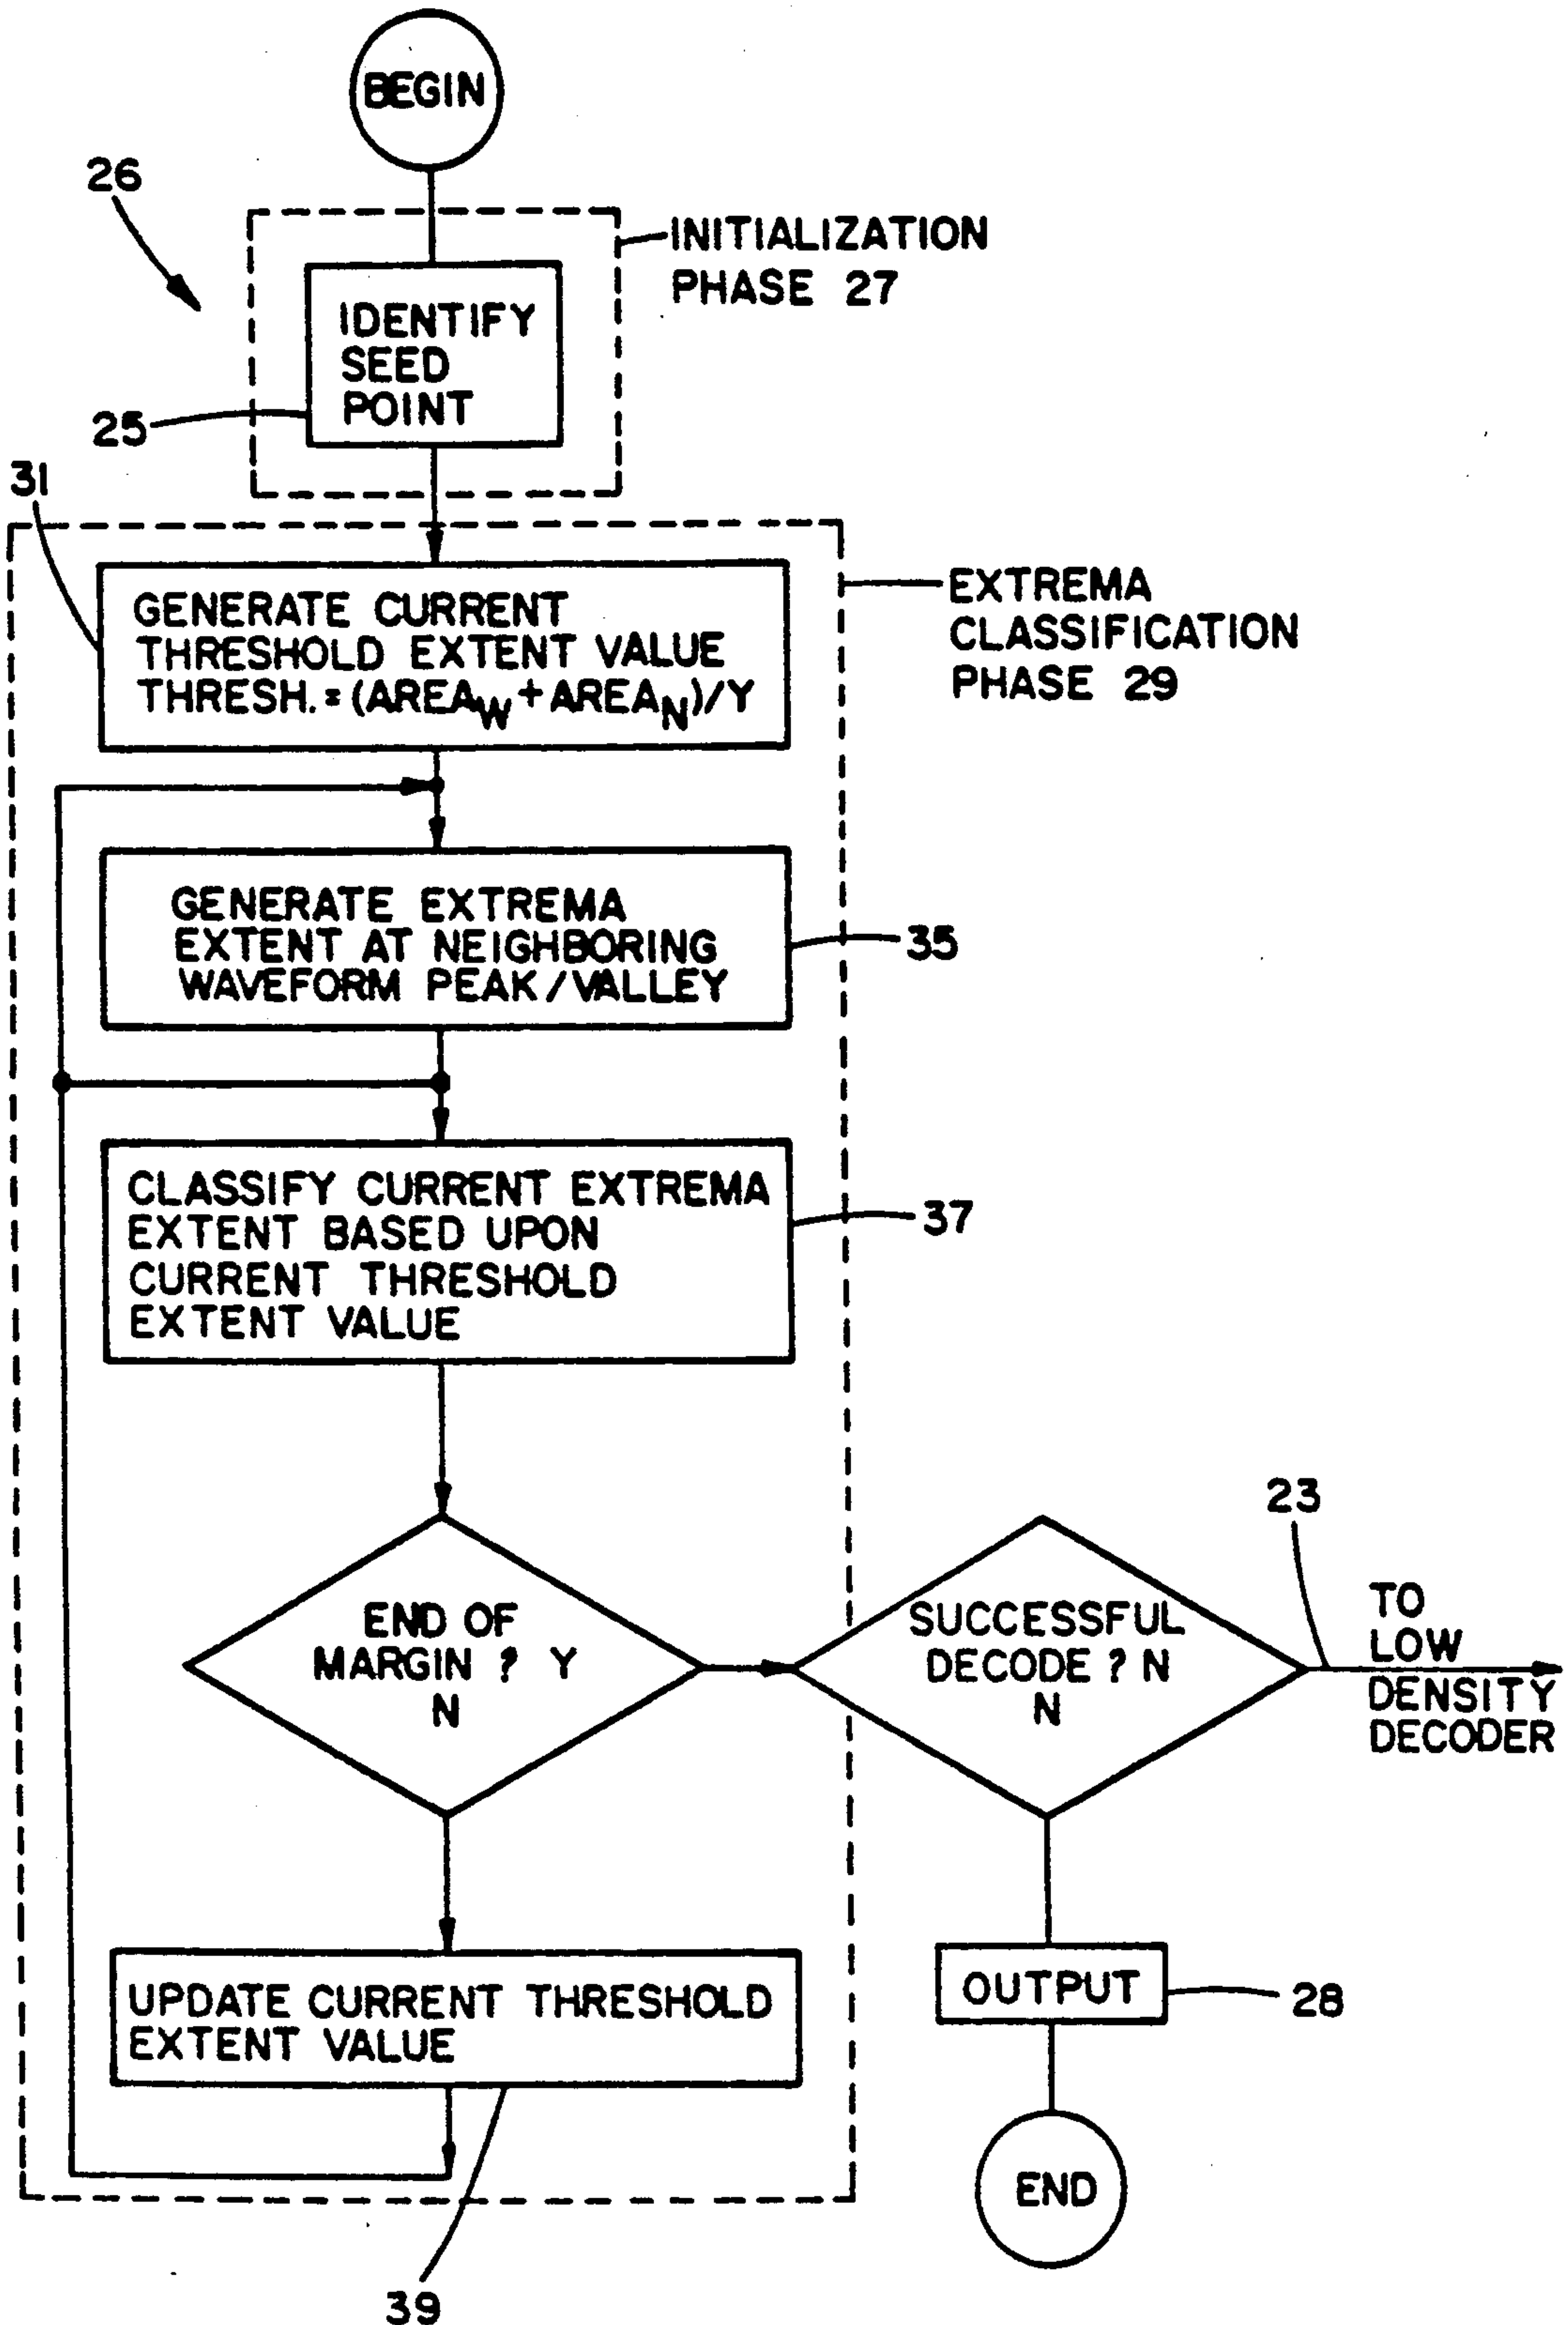 BEGIN
26
INITIALIZATION
PHASE 27
IDENTIFY
SEED
POINT
25
31
EXTREMA
CLASSIFICATION
PHASE 29
GENERATE CURRENT
THRESHOLD EXTENT VALUE
THRESH. = (AREAW + AREAN)/Y
GENERATE EXTREMA
EXTENT AT NEIGHBORING
WAVEFORM PEAK/VALLEY
35
CLASSIFY CURRENT EXTREMA
EXTENT BASED UPON
CURRENT THRESHOLD
EXTENT VALUE
37
END OF
MARGIN ? Y
N
SUCCESSFUL
DECODE ? N
N
23
TO
LOW
DENSITY
DECODER
UPDATE CURRENT THRESHOLD
EXTENT VALUE
39
OUTPUT
28
END